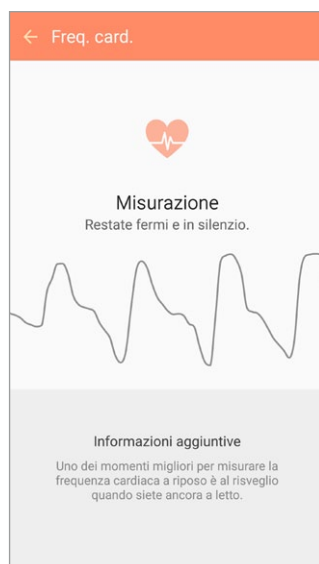 Freq. card.
Misurazione
Restate fermi e in silenzio.
Informazioni aggiuntive
Uno dei momenti migliori per misurare la
frequenza cardiaca a riposo è al risveglio
quando siete ancora a letto.